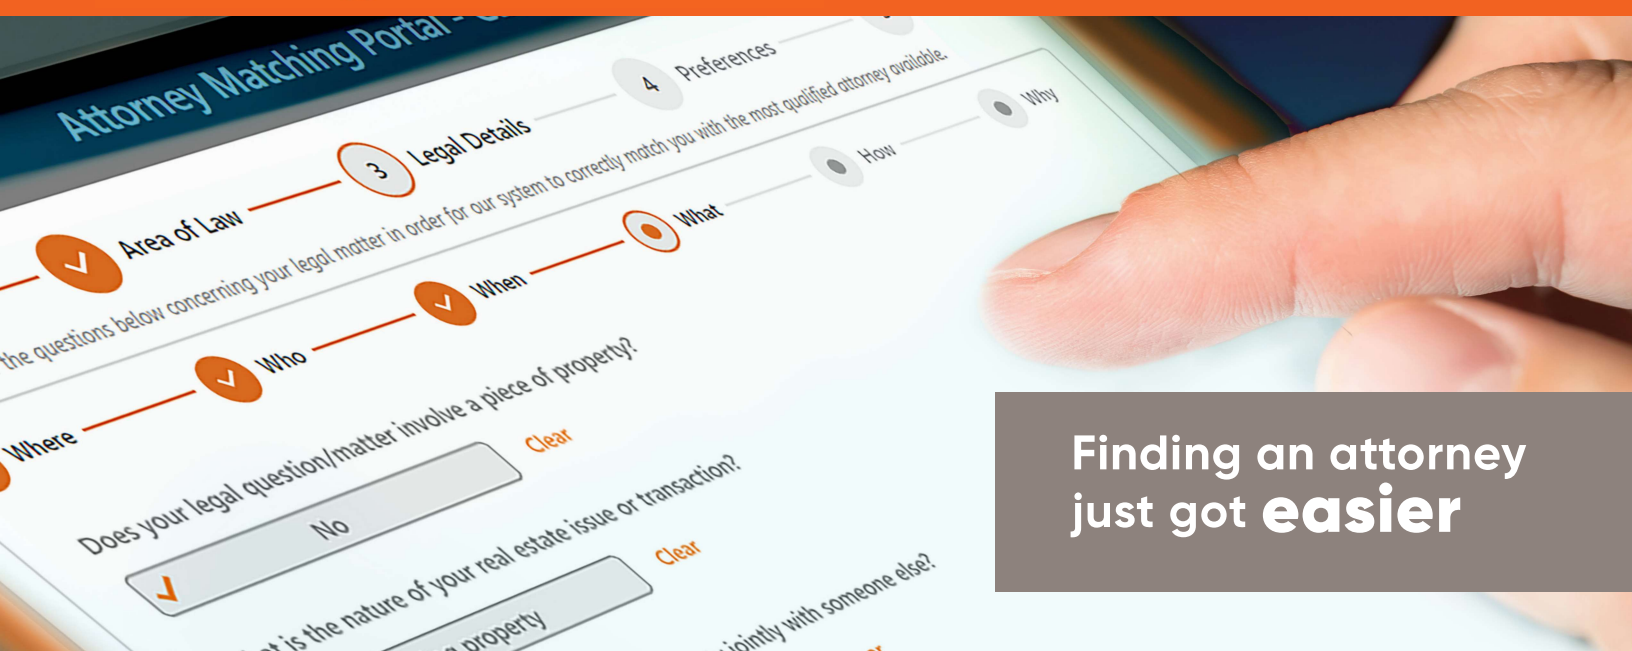 Attorney Matching Portal -
Area of Law
3
Legal Details
4
Preferences
the questions below concerning your legal matter in order for our system to correctly match you with the most qualified attorney available.
Where
Who
When
What
How
Why
Does your legal question/matter involve a piece of property?
No
Clear
is the nature of your real estate issue or transaction?
property
Clear
jointly with someone else?
Finding an attorney
just got easier